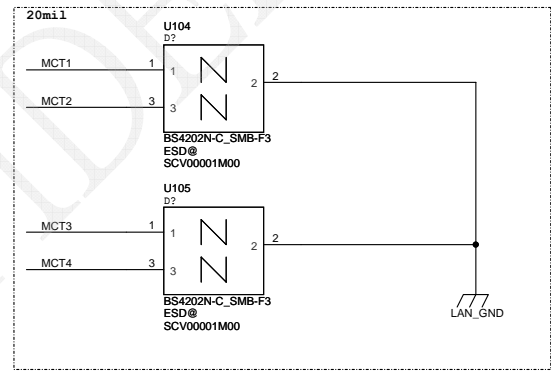 20mil
U104
D?
MCT1 1 1
2 2
MCT2 3 3
BS4202N-C_SMB-F3
ESD@
SCV00001M00
U105
D?
MCT3 1 1
2 2
MCT4 3 3
BS4202N-C_SMB-F3
ESD@
SCV00001M00
LAN_GND